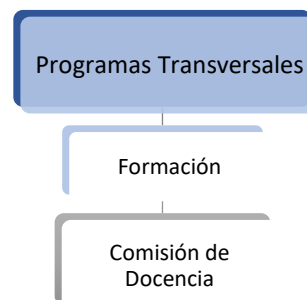 Programas Transversales
Formación
Comisión de
Docencia